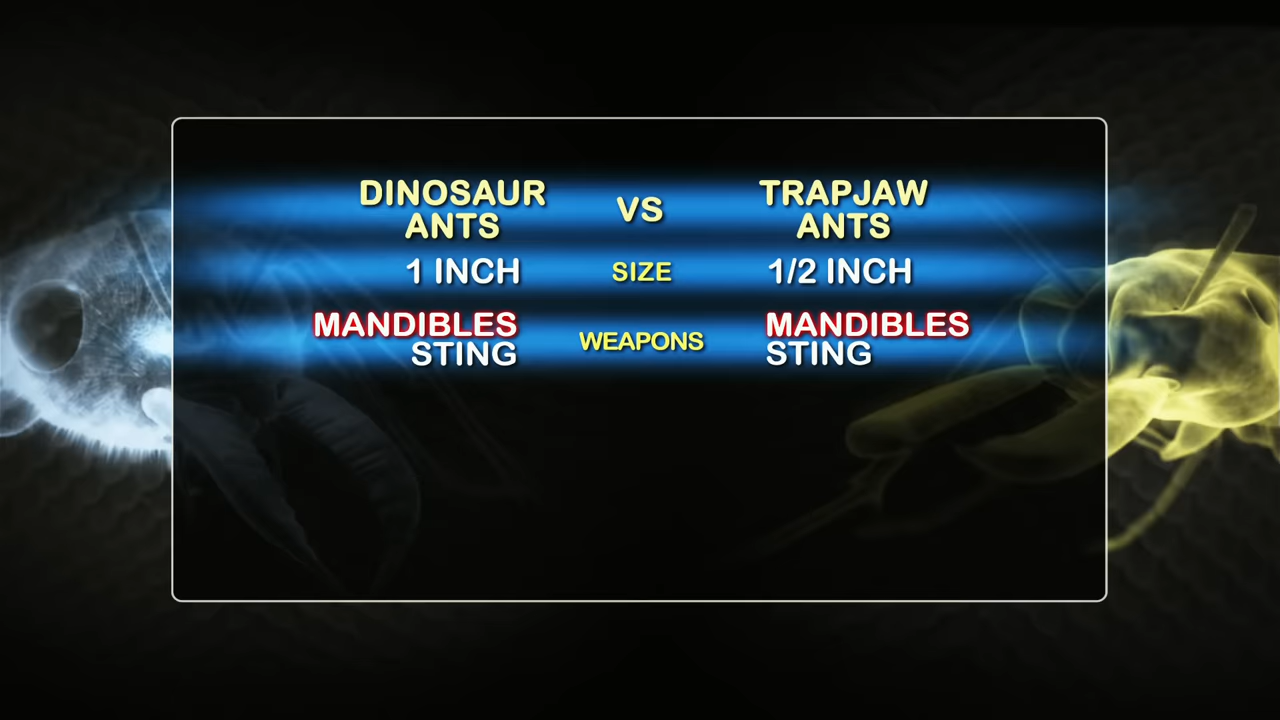 DINOSAUR ANTS VS TRAPJAW ANTS
1 INCH SIZE 1/2 INCH
MANDIBLES STING WEAPONS MANDIBLES STING